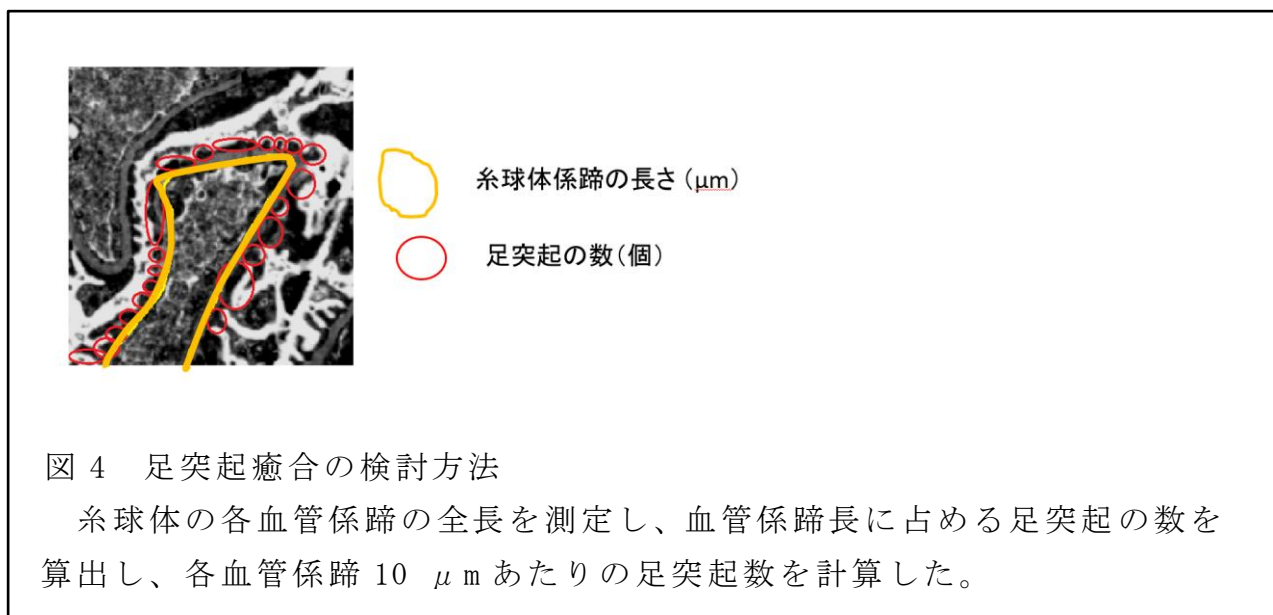 糸球体係蹄の長さ（μm）
足突起の数（個）
図 4　足突起癒合の検討方法
　糸球体の各血管係蹄の全長を測定し、血管係蹄長に占める足突起の数を
算出し、各血管係蹄 10 μm あたりの足突起数を計算した。